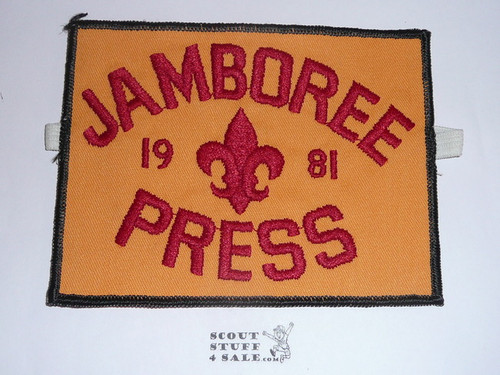 JAMBOREE
19 81
PRESS
SCOUT
STUFF
4 SALE.com